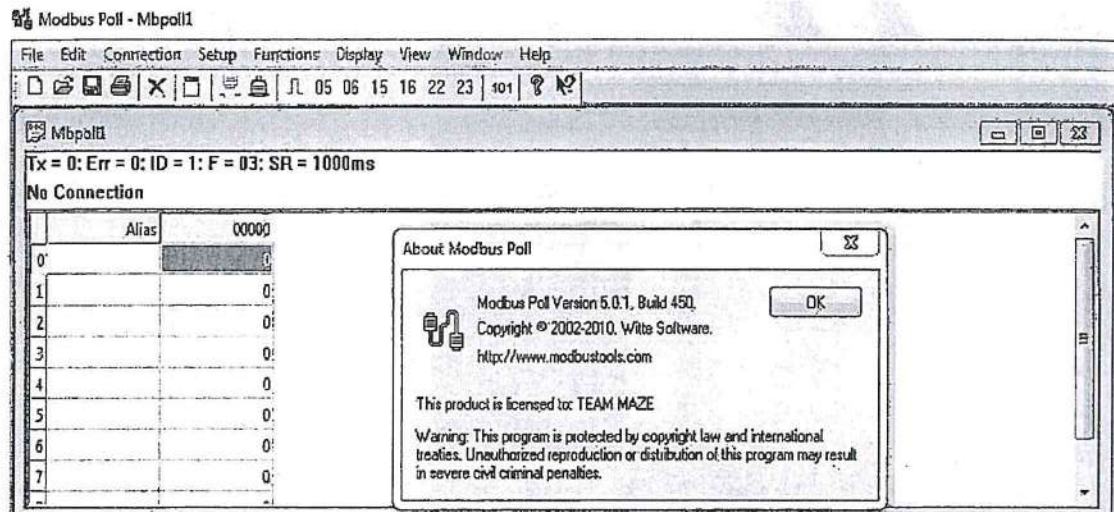 Modbus Poll - Mbpoll1
File Edit Connection Setup Functions Display View Window Help
05 06 15 16 22 23 101
Mbpoll1
Tx = 0: Err = 0: ID = 1: F = 03: SR = 1000ms
No Connection
Alias 00000
0 0
1 0
2 0
3 0
4 0
5 0
6 0
7 0
About Modbus Poll
Modbus Poll Version 5.0.1, Build 450,
OK
Copyright © 2002-2010, Witte Software.
http://www.modbustools.com
This product is licensed to: TEAM MAZE
Warning: This program is protected by copyright law and international
treaties. Unauthorized reproduction or distribution of this program may result
in severe civil criminal penalties.